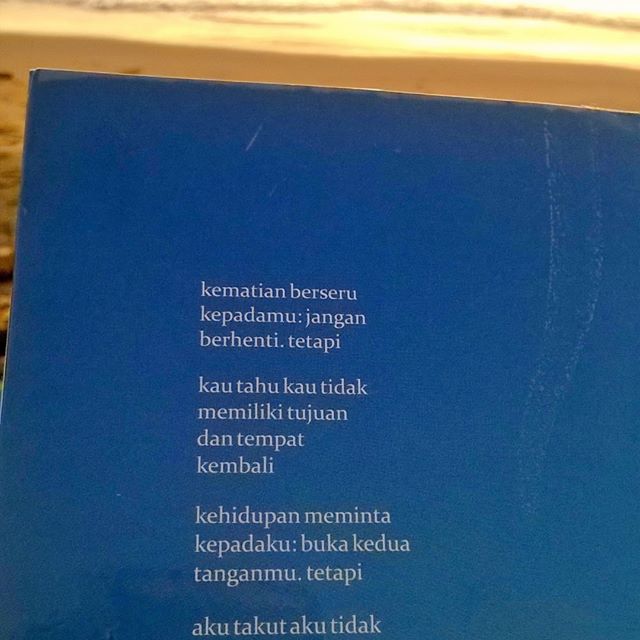 kematian berseru
kepadamu: jangan
berhenti. tetapi
kau tahu kau tidak
memiliki tujuan
dan tempat
kembali
kehidupan meminta
kepadaku: buka kedua
tanganmu. tetapi
aku takut aku tidak